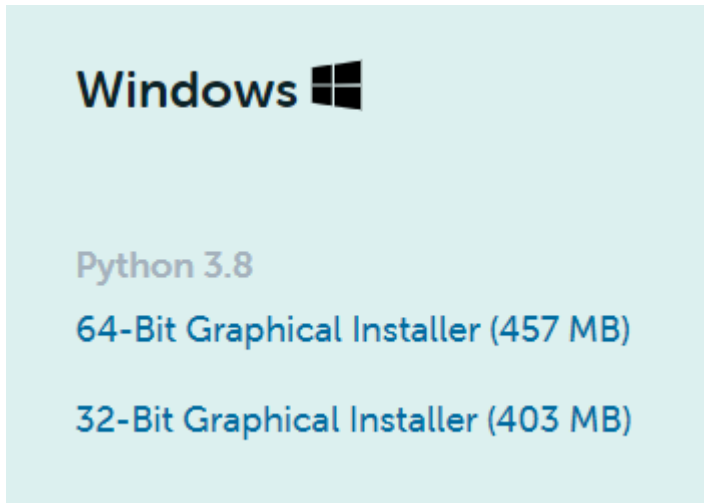 Windows
Python 3.8
64-Bit Graphical Installer (457 MB)
32-Bit Graphical Installer (403 MB)